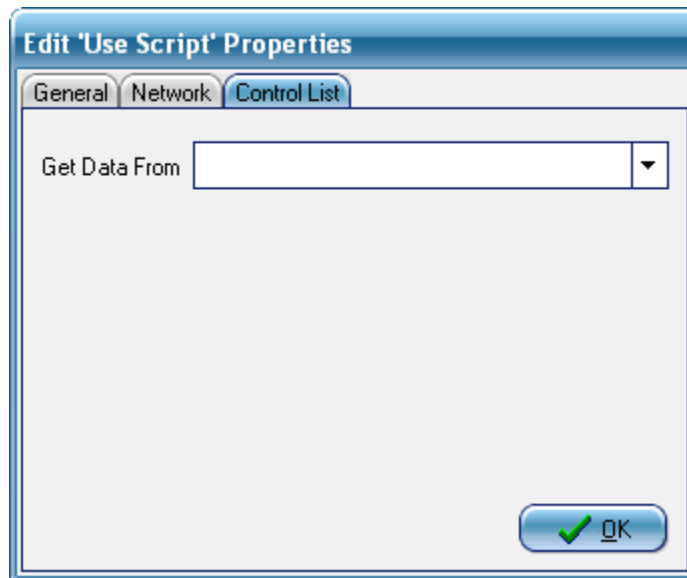 Edit 'Use Script' Properties
General Network Control List
Get Data From
OK